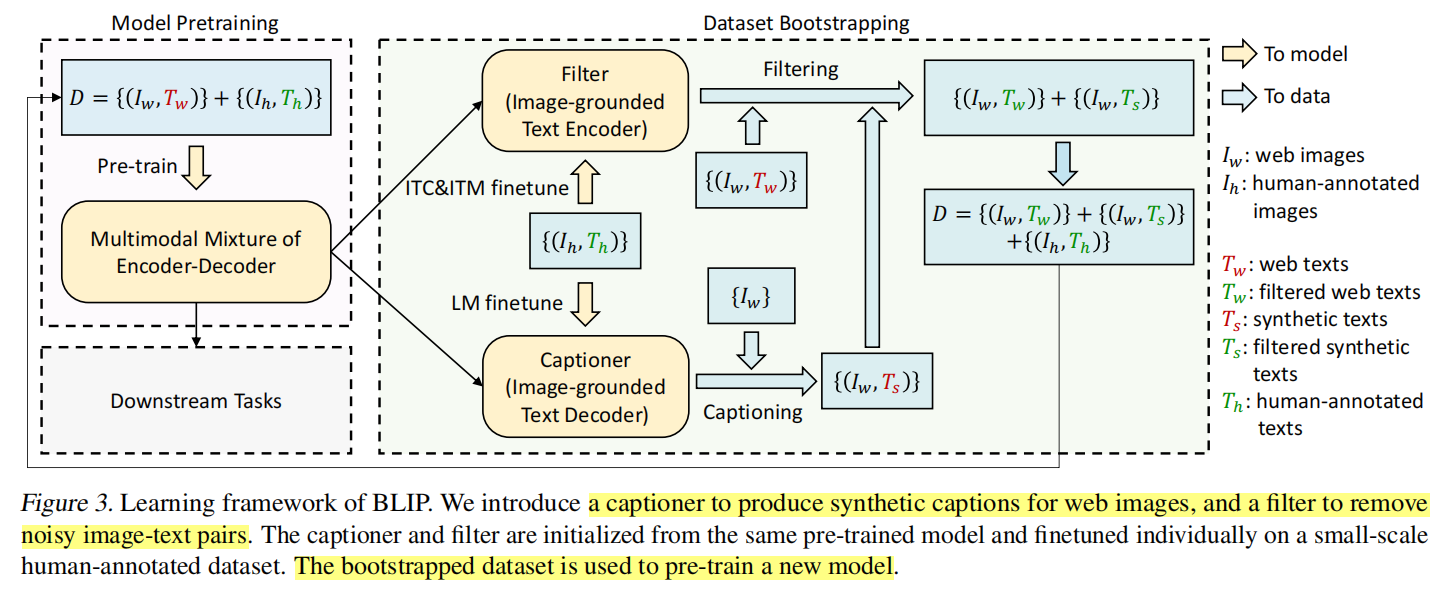 Model Pretraining
Dataset Bootstrapping
D = {(I_w, T_w)} + {(I_h, T_h)}
Pre-train
Multimodal Mixture of
Encoder-Decoder
Downstream Tasks
Filter
(Image-grounded
Text Encoder)
ITC&ITM finetune
{(I_h, T_h)}
LM finetune
Captioner
(Image-grounded
Text Decoder)
Filtering
{(I_w, T_w)}
{I_w}
Captioning
{(I_w, T_s)}
{(I_w, T_w)} + {(I_w, T_s)}
D = {(I_w, T_w)} + {(I_w, T_s)}
+{(I_h, T_h)}
To model
To data
I_w: web images
I_h: human-annotated
images
T_w: web texts
T_w: filtered web texts
T_s: synthetic texts
T_s: filtered synthetic
texts
T_h: human-annotated
texts
Figure 3. Learning framework of BLIP. We introduce a captioner to produce synthetic captions for web images, and a filter to remove
noisy image-text pairs. The captioner and filter are initialized from the same pre-trained model and finetuned individually on a small-scale
human-annotated dataset. The bootstrapped dataset is used to pre-train a new model.